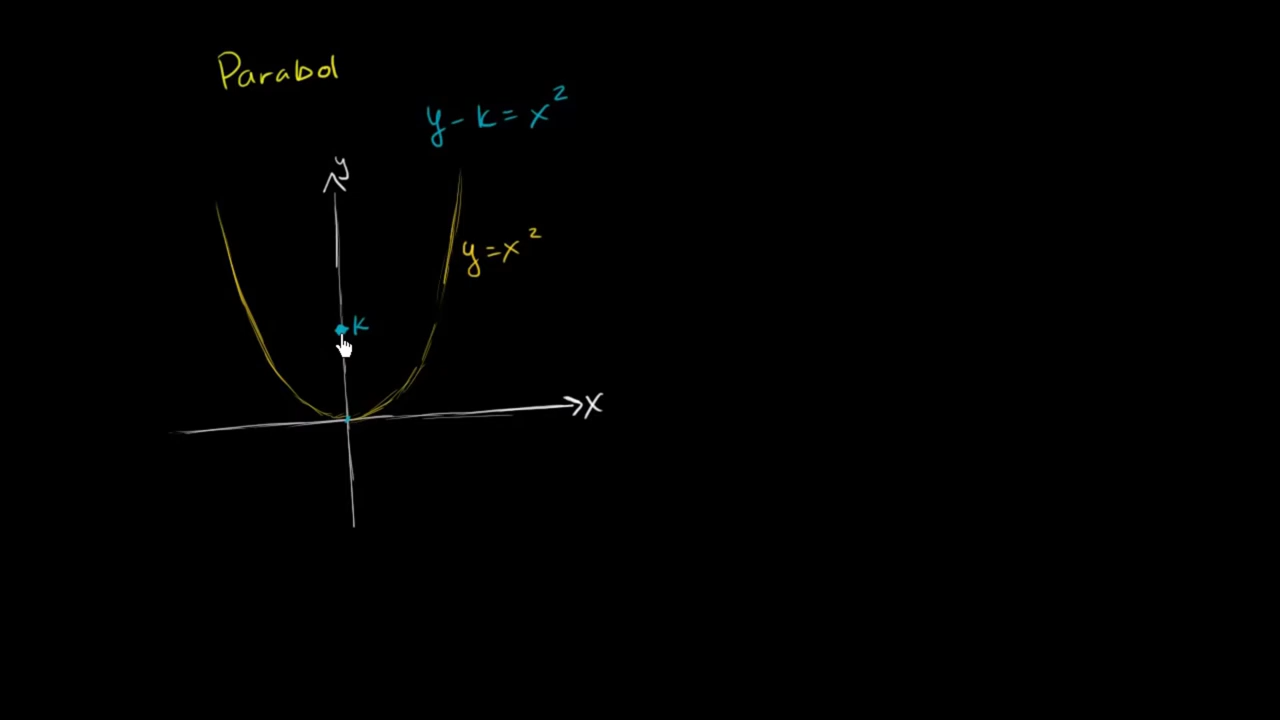 Parabol
y - k = x²
y
y = x²
k
x